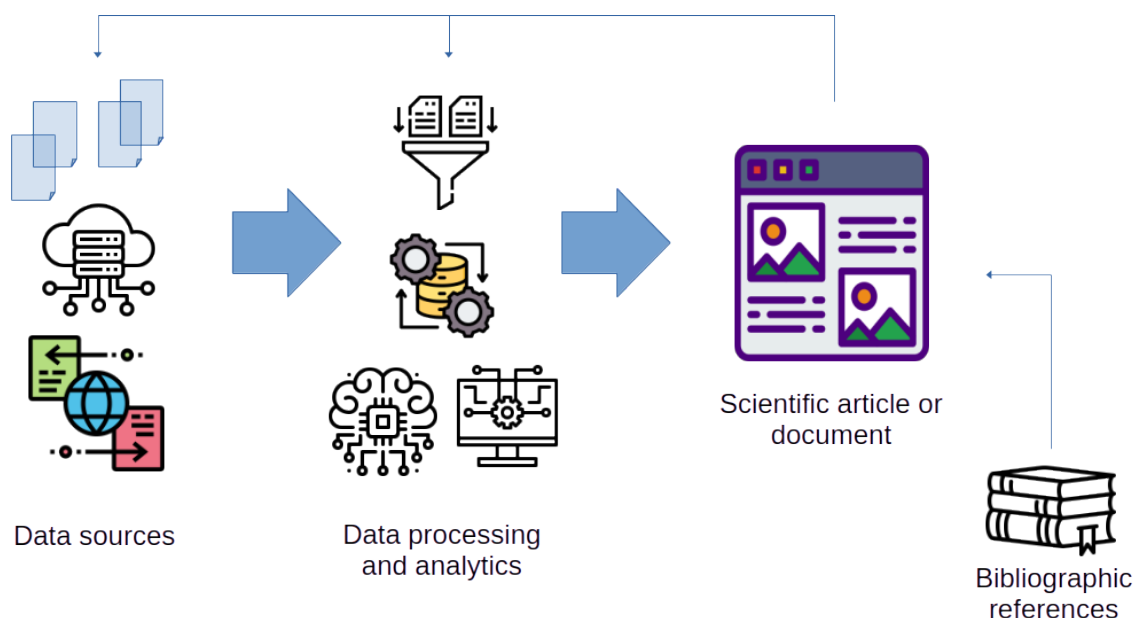 Data sources
Data processing
and analytics
Scientific article or
document
Bibliographic
references